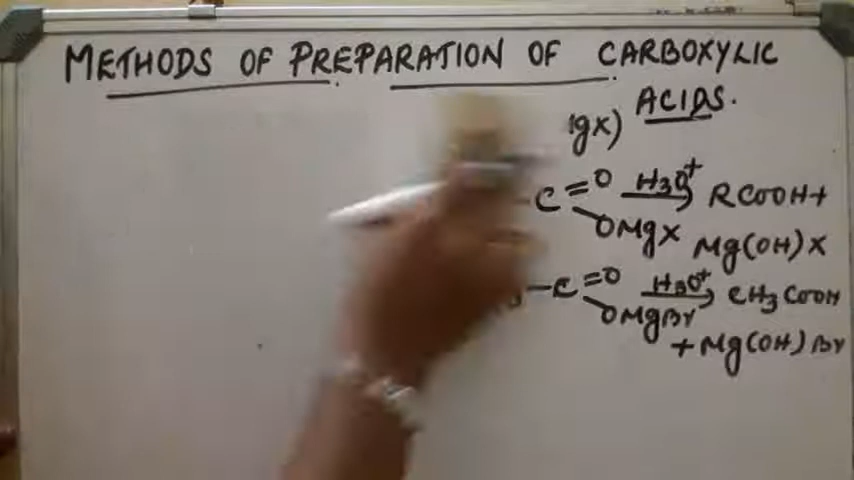 METHODS OF PREPARATION OF CARBOXYLIC
ACIDS.
gx)
C =O H3O+ RCOOH+
OMgX Mg(OH)X
-C =O H3O+ CH3COOH
OMgBr
+Mg(OH)Br